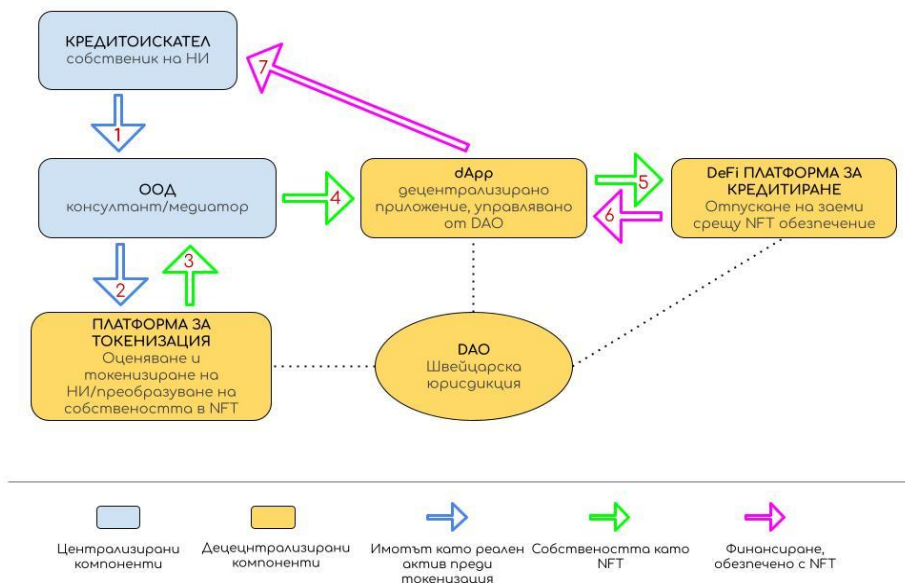 КРЕДИТОИСКАТЕЛ
собственик на НИ
7
1
ООД
консултант/медиатор
4
dApp
децентрализирано
приложение, управлявано
от DAO
5
6
DeFi ПЛАТФОРМА ЗА
КРЕДИТИРАНЕ
Отпускане на заеми
срещу NFT обезпечение
2
3
ПЛАТФОРМА ЗА
ТОКЕНИЗАЦИЯ
Оценяване и
токенизиране на
НИ/преобразуване на
собствеността в NFT
DAO
Швейцарска
юрисдикция
Централизирани
компоненти
Децецнтрализирани
компоненти
Имотът като реален
актив преди
токенизация
Собствеността като
NFT
Финансиране,
обезпечено с NFT